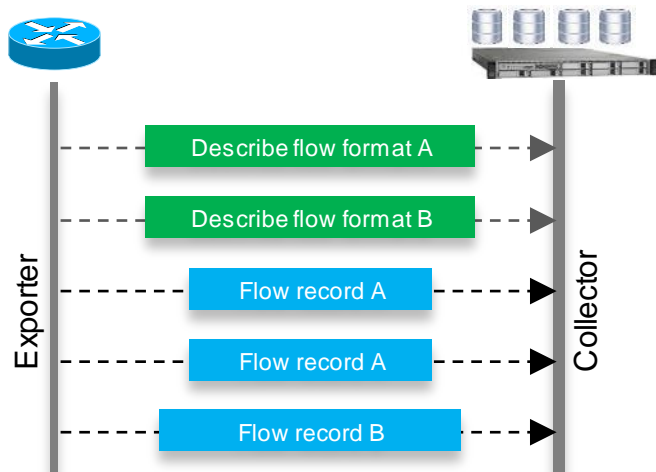 Describe flow format A
Describe flow format B
Flow record A
Flow record A
Flow record B
Exporter
Collector